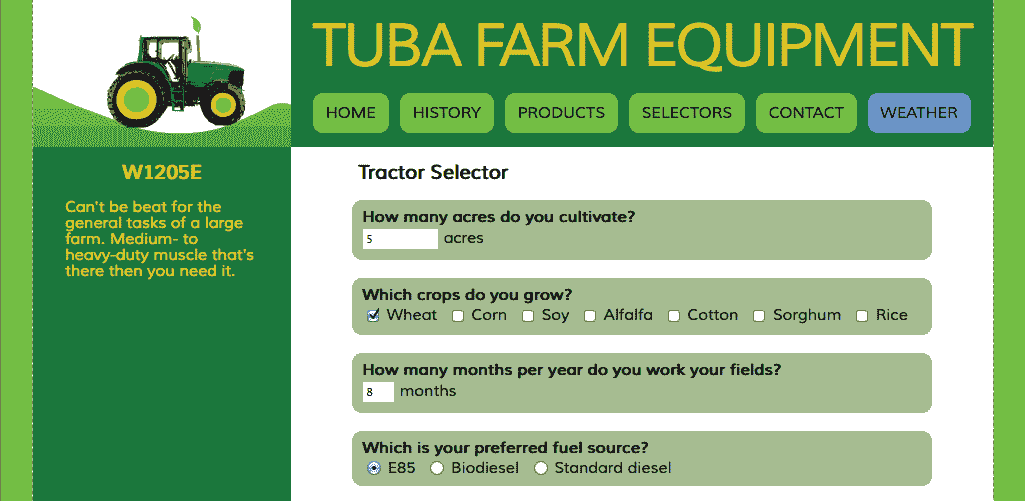 TUBA FARM EQUIPMENT
HOME HISTORY PRODUCTS SELECTORS CONTACT WEATHER
W1205E
Can't be beat for the
general tasks of a large
farm. Medium- to
heavy-duty muscle that's
there then you need it.
Tractor Selector
How many acres do you cultivate?
5 acres
Which crops do you grow?
Wheat Corn Soy Alfalfa Cotton Sorghum Rice
How many months per year do you work your fields?
8 months
Which is your preferred fuel source?
E85 Biodiesel Standard diesel